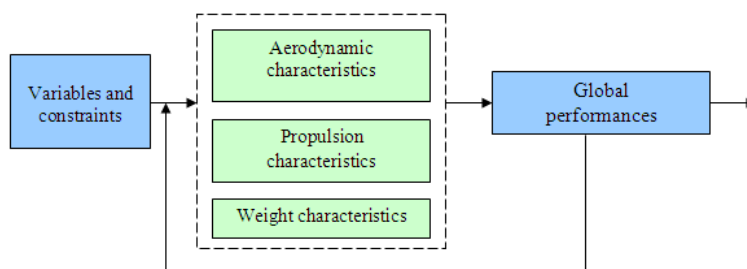 Variables and
constraints
Aerodynamic
characteristics
Propulsion
characteristics
Weight characteristics
Global
performances